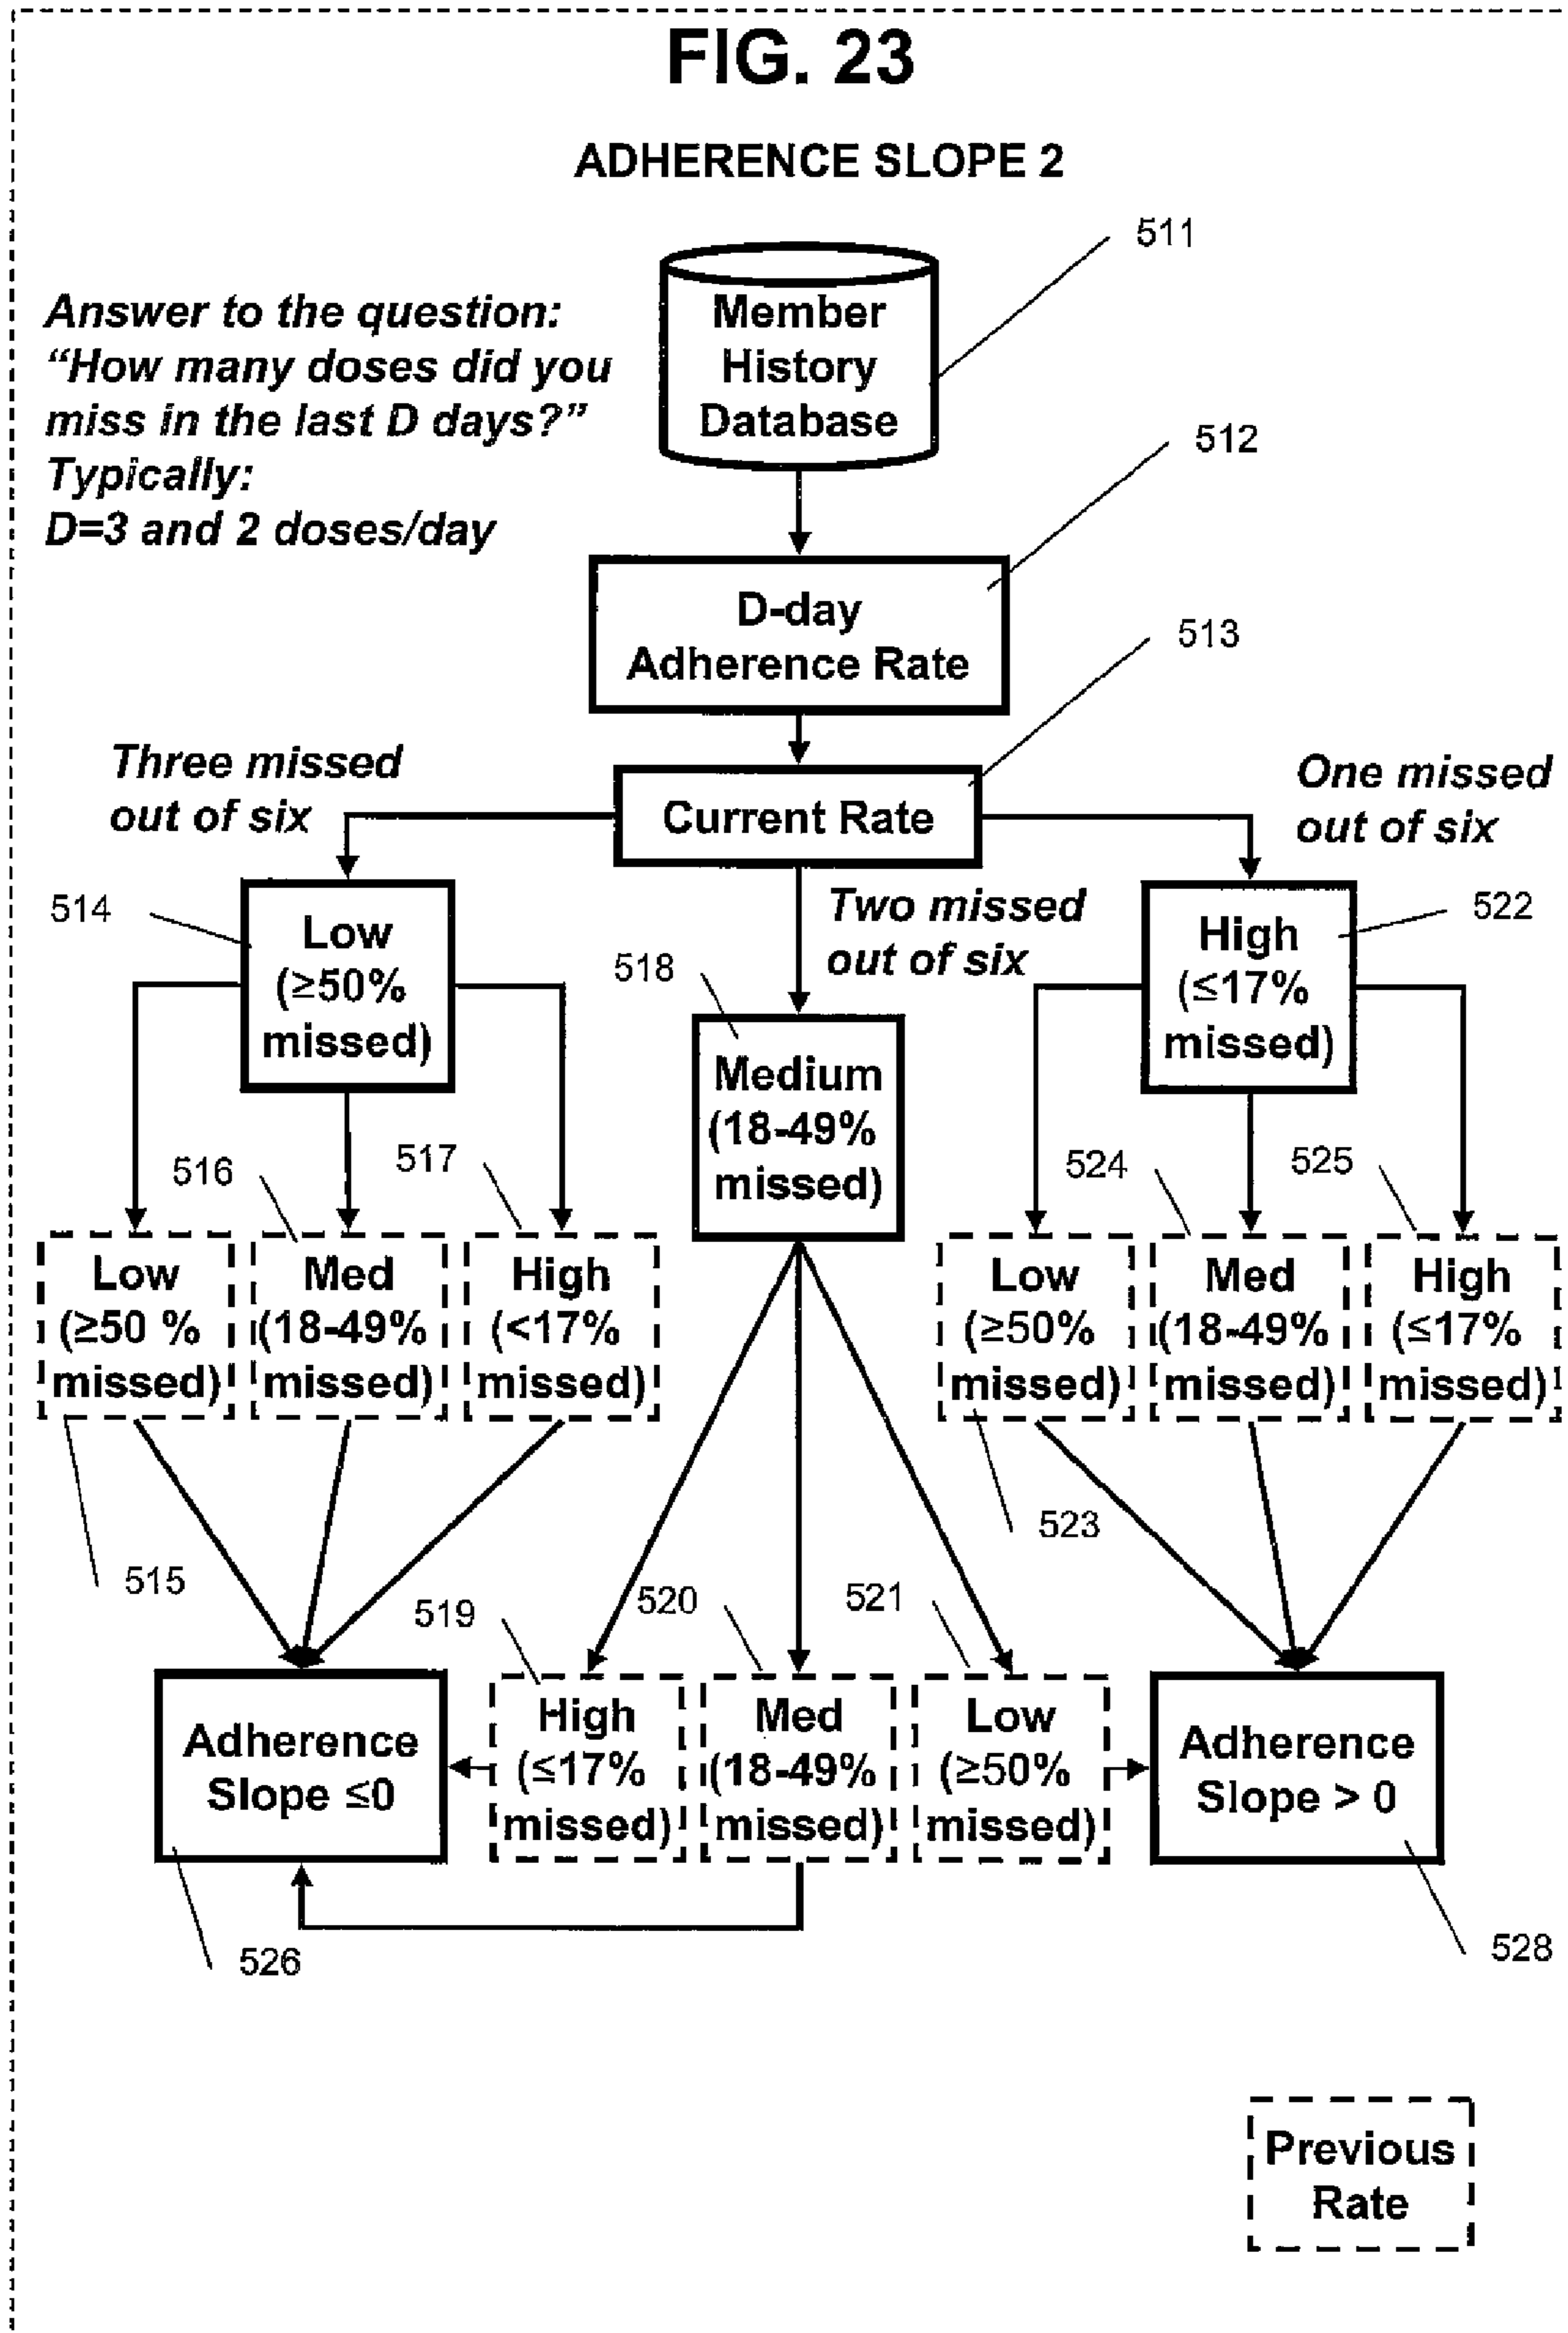 FIG. 23
ADHERENCE SLOPE 2
511
Member
History
Database
Answer to the question:
“How many doses did you
miss in the last D days?”
Typically:
D=3 and 2 doses/day
512
D-day
Adherence Rate
513
Three missed
out of six
Current Rate
One missed
out of six
514
Low
(≥50%
missed)
Two missed
out of six
518
Medium
(18-49%
missed)
522
High
(≤17%
missed)
516
517
524
525
Low
(≥50 %
missed)
Med
(18-49%
missed)
High
(<17%
missed)
Low
(≥50%
missed)
Med
(18-49%
missed)
High
(≤17%
missed)
515
523
519
520
521
Adherence
Slope ≤0
High
(≤17%
missed)
Med
(18-49%
missed)
Low
(≥50%
missed)
Adherence
Slope > 0
526
528
Previous
Rate